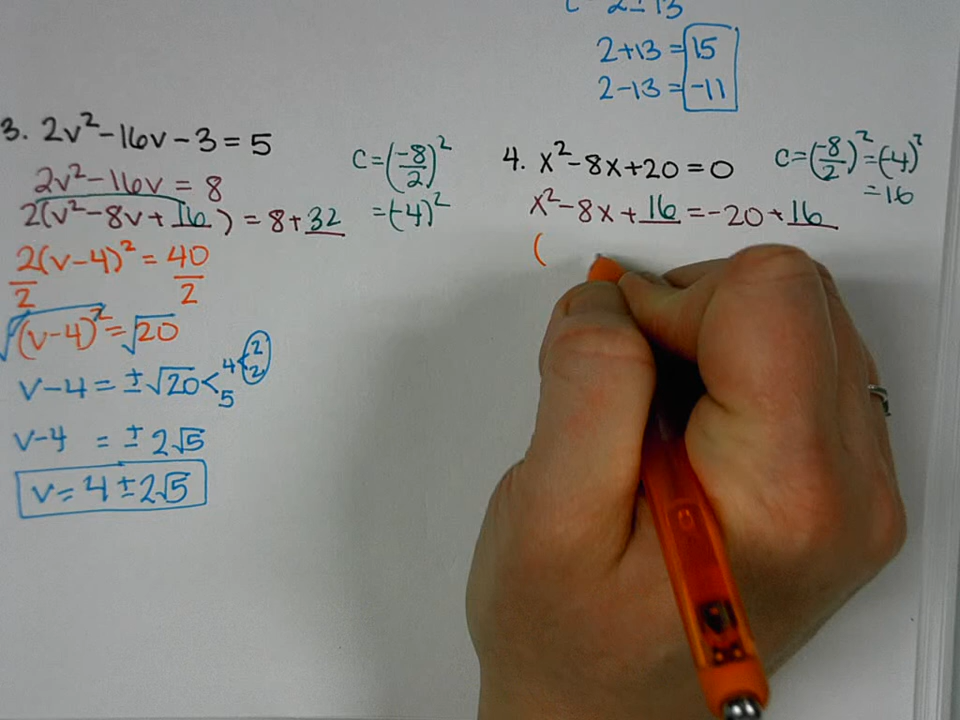 2+13 = 15
2-13 = -11
3. 2v²-16v-3 = 5
2v²-16v = 8
2(v²-8v+16) = 8+32
c = (-8/2)²
= (-4)²
2(v-4)² = 40
2 2
√(v-4)² = √20
v-4 = ±√20 < 4 < 2 2
5
v-4 = ±2√5
v = 4±2√5
4. x²-8x+20 = 0
c = (-8/2)² = (-4)²
= 16
x²-8x+16 = -20+16
(